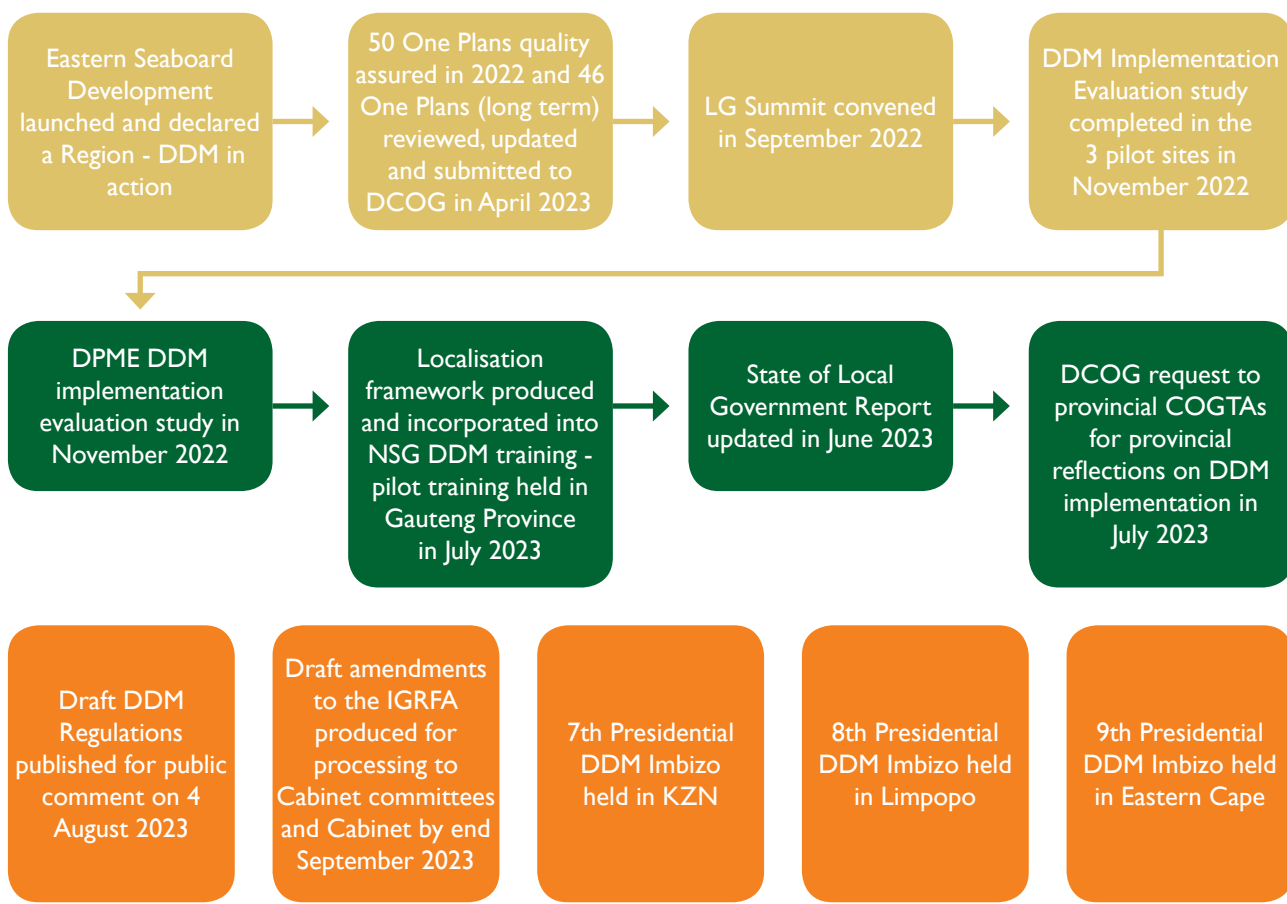 Eastern Seaboard
Development
launched and declared
a Region - DDM in
action
50 One Plans quality
assured in 2022 and 46
One Plans (long term)
reviewed, updated
and submitted to
DCOG in April 2023
LG Summit convened
in September 2022
DDM Implementation
Evaluation study
completed in the
3 pilot sites in
November 2022
DPME DDM
implementation
evaluation study in
November 2022
Localisation
framework produced
and incorporated into
NSG DDM training -
pilot training held in
Gauteng Province
in July 2023
State of Local
Government Report
updated in June 2023
DCOG request to
provincial COGTAs
for provincial
reflections on DDM
implementation in
July 2023
Draft DDM
Regulations
published for public
comment on 4
August 2023
Draft amendments
to the IGRFA
produced for
processing to
Cabinet committees
and Cabinet by end
September 2023
7th Presidential
DDM Imbizo
held in KZN
8th Presidential
DDM Imbizo held
in Limpopo
9th Presidential
DDM Imbizo held
in Eastern Cape